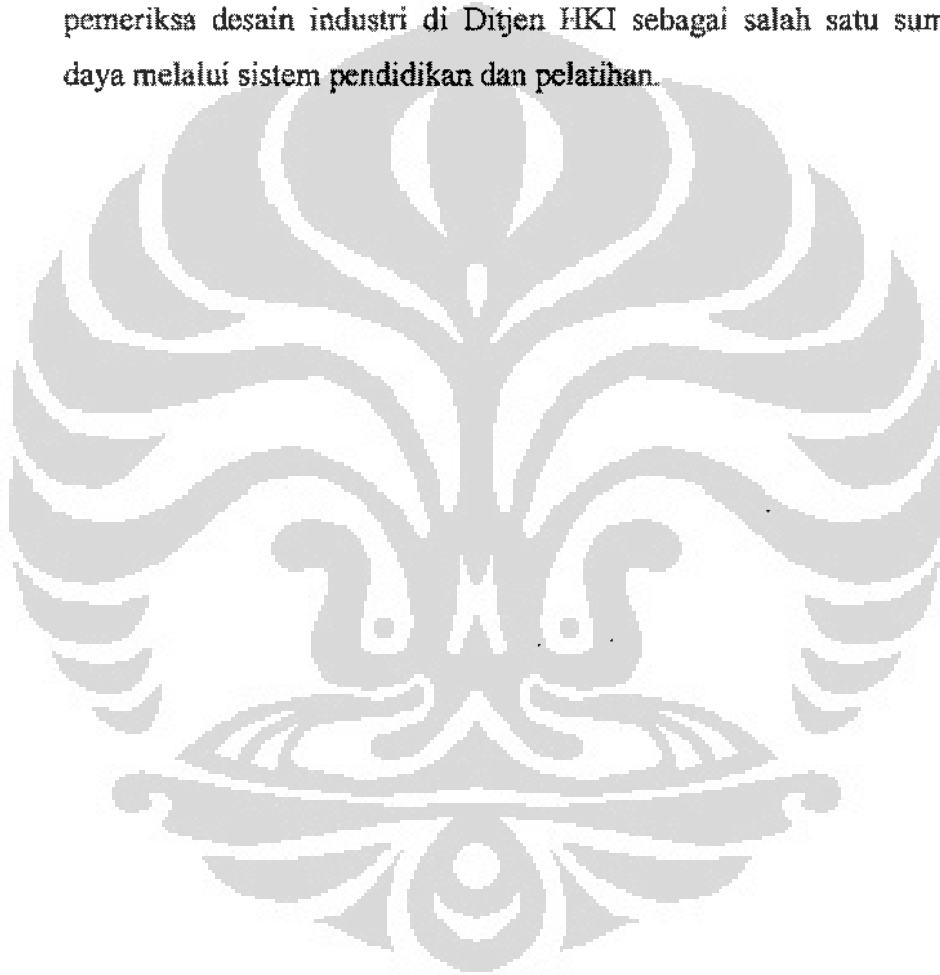 pemeriksa desain industri di Ditjen HKI sebagai salah satu sum
daya melalui sistem pendidikan dan pelatihan.